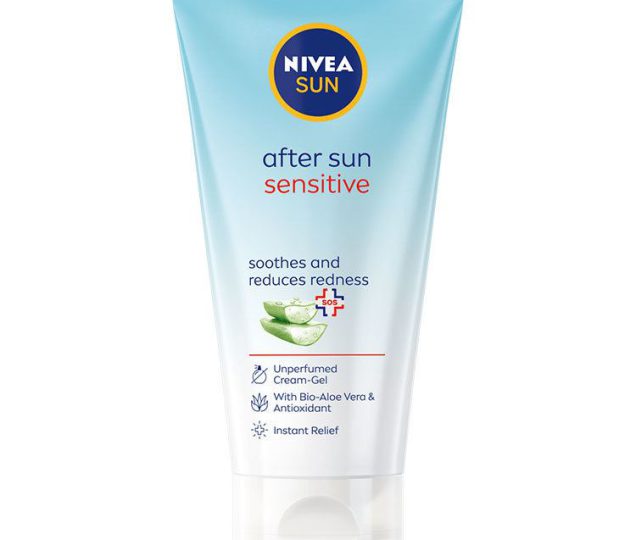 NIVEA
SUN
after sun
sensitive
soothes and
reduces redness
SOS
Unperfumed
Cream-Gel
With Bio-Aloe Vera &
Antioxidant
Instant Relief